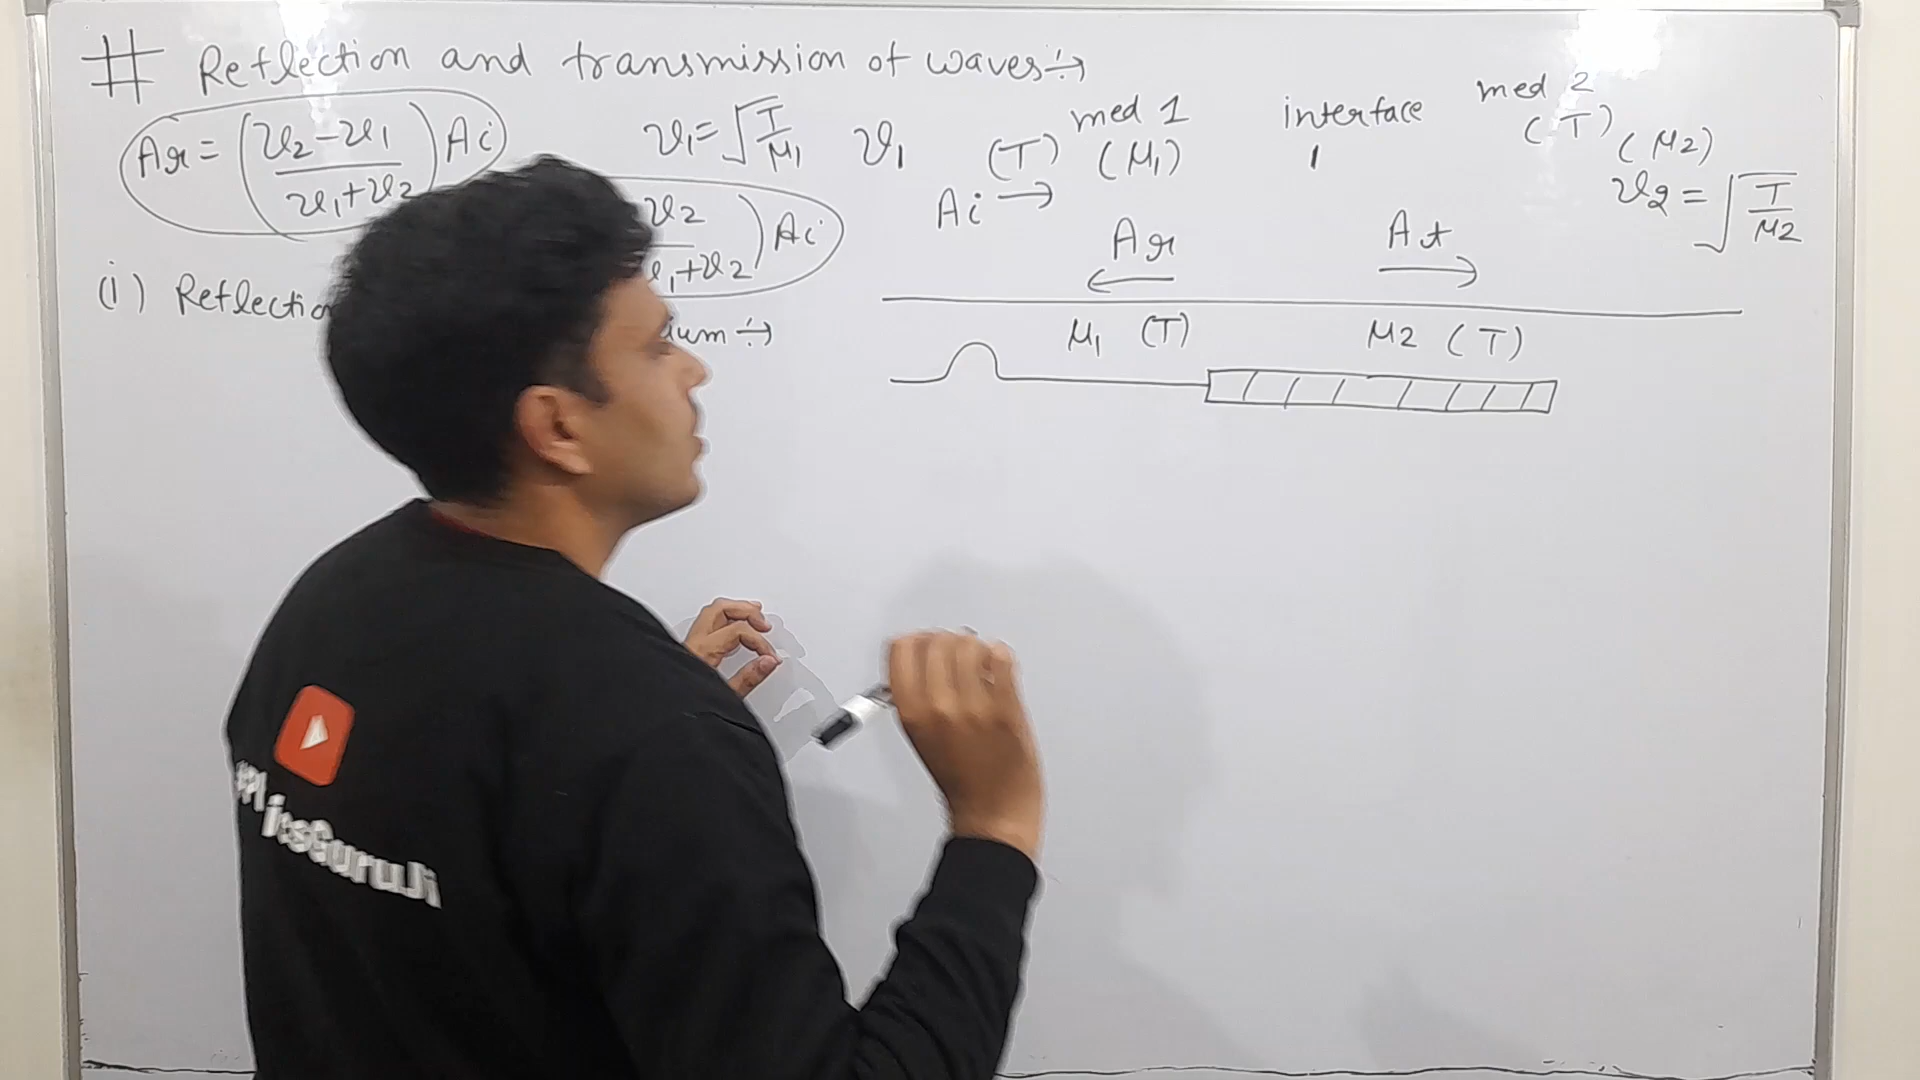 # Reflection and transmission of waves ÷→
Ar = (v2 - v1 / v1 + v2) Ai
v1 = √T/μ1 v1
(T) med 1 (μ1)
interface
med 2 (T) (μ2)
v2 = √T/μ2
v2 / v1 + v2) Ai
Ai →
Ar ←
At →
(i) Reflection
÷→
μ1 (T)
μ2 (T)
icsGuruJi